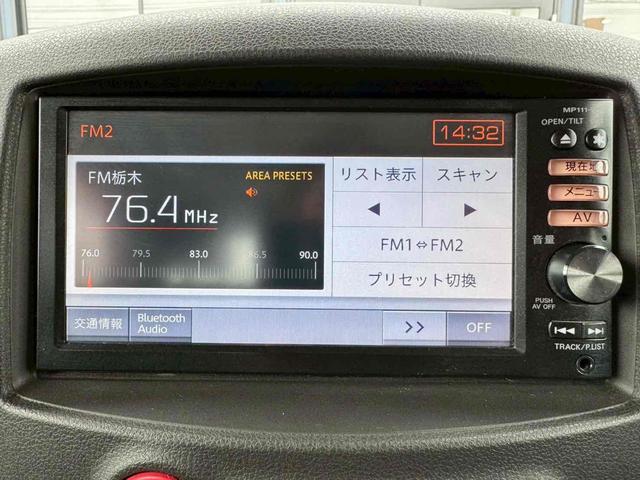 MP111
OPEN/TILT
FM2
14:32
現在地
メニュー
AV
FM栃木
AREA PRESETS
76.4 MHz
76.0 79.5 83.0 86.5 90.0
リスト表示
スキャン
◀ ▶
FM1⇔FM2
プリセット切換
音量
PUSH
AV OFF
交通情報
Bluetooth
Audio
>>
OFF
TRACK/P.LIST